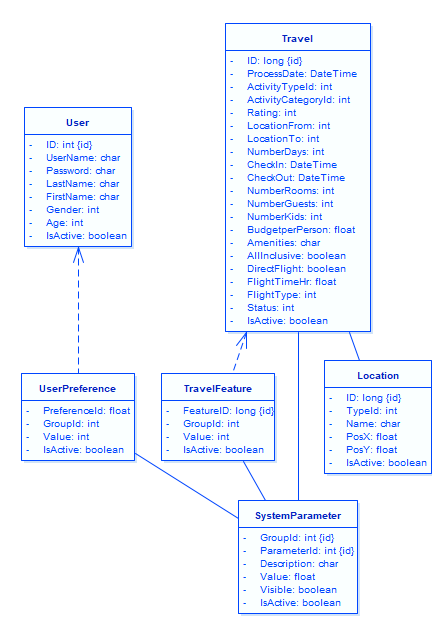 Travel
- ID: long {id}
- ProcessDate: DateTime
- ActivityTypeId: int
- ActivityCategoryId: int
- Rating: int
- LocationFrom: int
- LocationTo: int
- NumberDays: int
- CheckIn: DateTime
- CheckOut: DateTime
- NumberRooms: int
- NumberGuests: int
- NumberKids: int
- BudgetperPerson: float
- Amenities: char
- AllInclusive: boolean
- DirectFlight: boolean
- FlightTimeHr: float
- FlightType: int
- Status: int
- IsActive: boolean
User
- ID: int {id}
- UserName: char
- Password: char
- LastName: char
- FirstName: char
- Gender: int
- Age: int
- IsActive: boolean
UserPreference
- PreferenceId: float
- GroupId: int
- Value: int
- IsActive: boolean
TravelFeature
- FeatureID: long {id}
- GroupId: int
- Value: int
- IsActive: boolean
Location
- ID: long {id}
- TypeId: int
- Name: char
- PosX: float
- PosY: float
- IsActive: boolean
SystemParameter
- GroupId: int {id}
- ParameterId: int {id}
- Description: char
- Value: float
- Visible: boolean
- IsActive: boolean